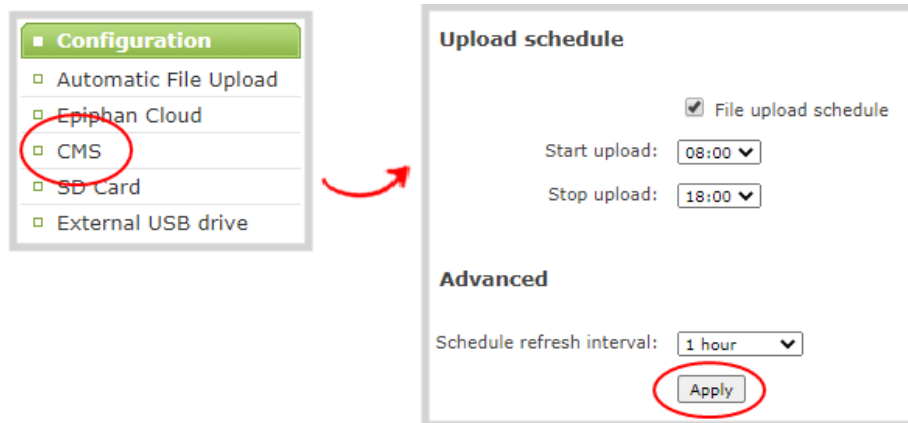 Configuration
Automatic File Upload
Epiphan Cloud
CMS
SD Card
External USB drive
Upload schedule
File upload schedule
Start upload: 08:00
Stop upload: 18:00
Advanced
Schedule refresh interval: 1 hour
Apply